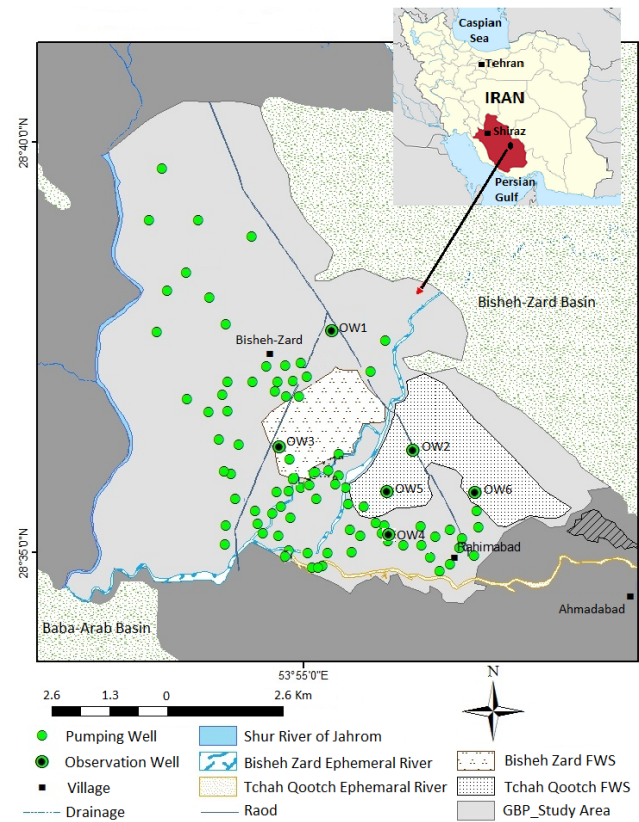 Caspian
Sea
Tehran
IRAN
Shiraz
Persian
Gulf
28°40'0"N
Bisheh-Zard Basin
OW1
Bisheh-Zard
OW3
OW2
OW5
OW6
OW4
28°35'0"N
Rahimabad
Ahmadabad
Baba-Arab Basin
53°55'0"E
N
2.6 1.3 0 2.6 Km
Pumping Well
Shur River of Jahrom
Observation Well
Bisheh Zard Ephemeral River
Bisheh Zard FWS
Village
Tchah Qootch Ephemeral River
Tchah Qootch FWS
Drainage
Raod
GBP_Study Area